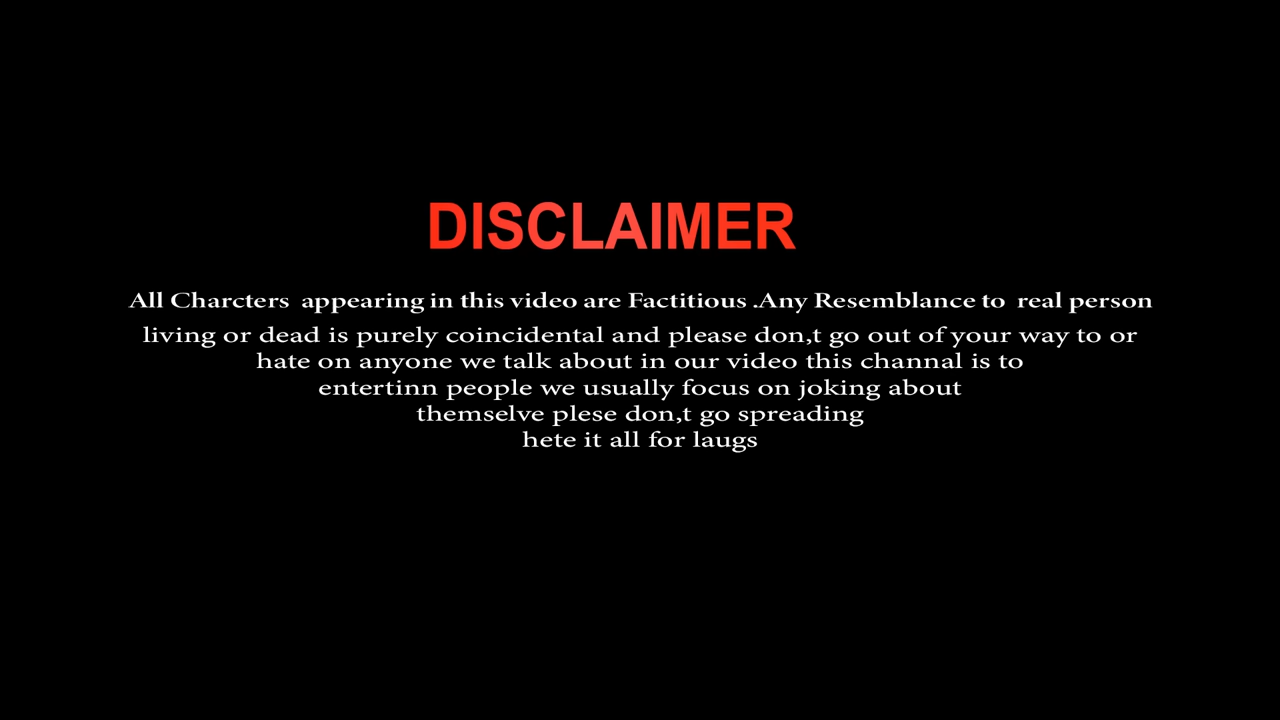 DISCLAIMER
All Charcters appearing in this video are Factitious .Any Resemblance to real person
living or dead is purely coincidental and please don,t go out of your way to or
hate on anyone we talk about in our video this channal is to
entertinn people we usually focus on joking about
themselve plese don,t go spreading
hete it all for laugs